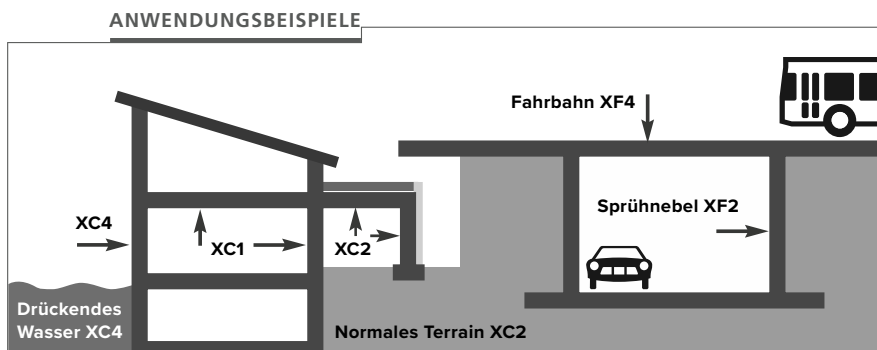 ANWENDUNGSBEISPIELE
Fahrbahn XF4
XC4
XC1
XC2
Sprühnebel XF2
Drückendes
Wasser XC4
Normales Terrain XC2